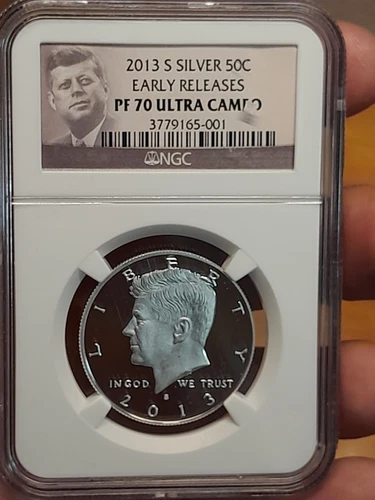 2013 S SILVER 50C
EARLY RELEASES
PF 70 ULTRA CAMEO
3779165-001
NGC
LIBERTY
IN GOD WE TRUST
S
2013